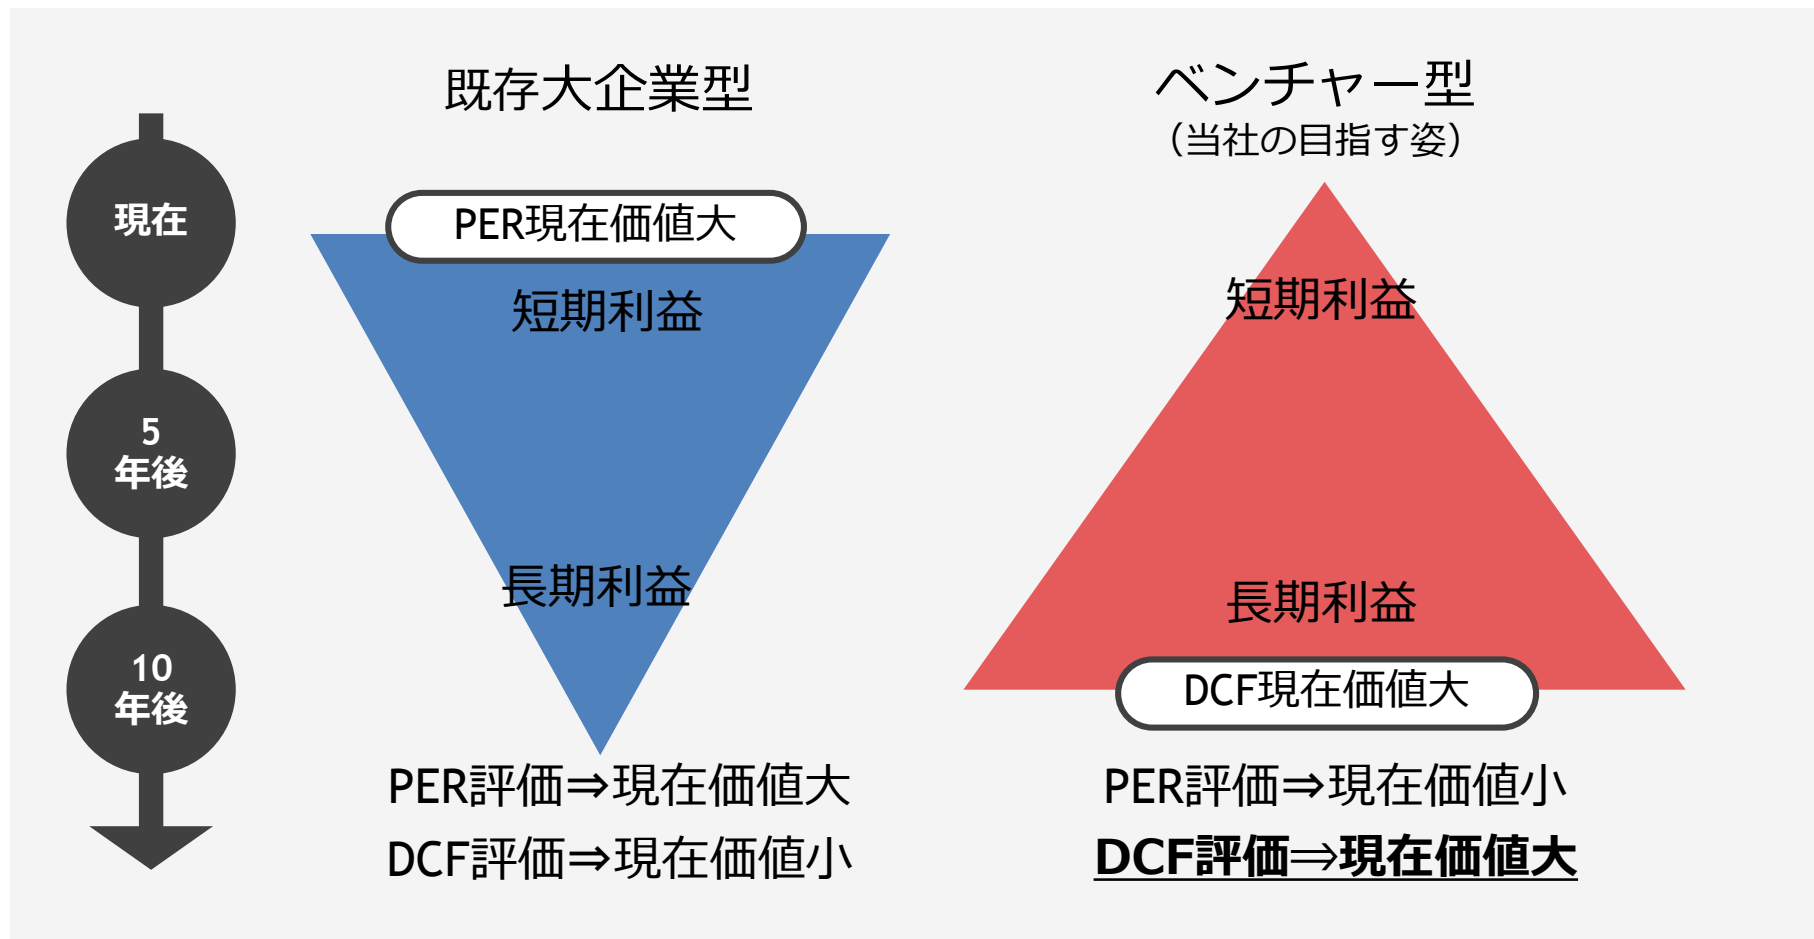 既存大企業型
ベンチャー型
（当社の目指す姿）
現在
5
年後
10
年後
PER現在価値大
短期利益
長期利益
PER評価⇒現在価値大
DCF評価⇒現在価値小
短期利益
長期利益
DCF現在価値大
PER評価⇒現在価値小
DCF評価⇒現在価値大